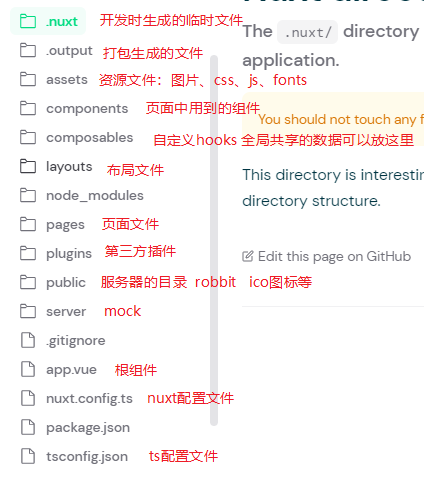 .nuxt 开发时生成的临时文件
The .nuxt/ directory
.output 打包生成的文件
application.
assets 资源文件：图片、css、js、fonts
components 页面中用到的组件
You should not touch any f
composables 自定义hooks 全局共享的数据可以放这里
layouts 布局文件
This directory is interestin
node_modules
directory structure.
pages 页面文件
plugins 第三方插件
Edit this page on GitHub
public 服务器的目录 robbit ico图标等
server mock
.gitignore
app.vue 根组件
nuxt.config.ts nuxt配置文件
package.json
tsconfig.json ts配置文件